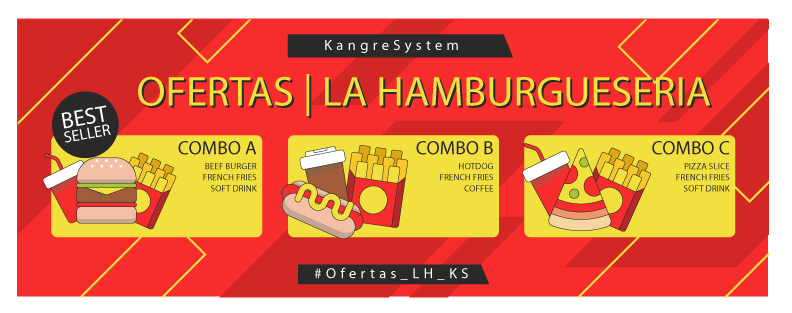 KangreSystem
OFERTAS | LA HAMBURGUESERIA
BEST
SELLER
COMBO A
BEEF BURGER
FRENCH FRIES
SOFT DRINK
COMBO B
HOTDOG
FRENCH FRIES
COFFEE
COMBO C
PIZZA SLICE
FRENCH FRIES
SOFT DRINK
#Ofertas_LH_KS